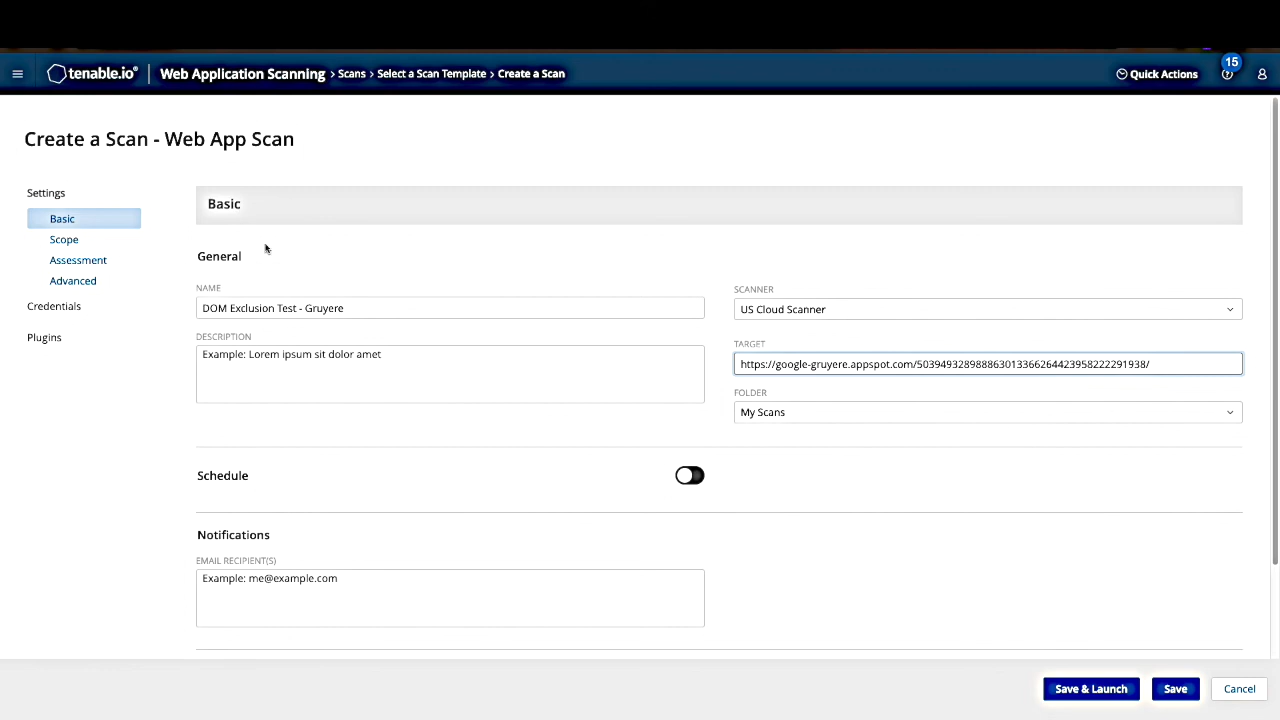 tenable.io Web Application Scanning > Scans > Select a Scan Template > Create a Scan Quick Actions 15
Create a Scan - Web App Scan
Settings
Basic
Scope
Assessment
Advanced
Credentials
Plugins
Basic
General
NAME
DOM Exclusion Test - Gruyere
DESCRIPTION
Example: Lorem ipsum sit dolor amet
SCANNER
US Cloud Scanner
TARGET
https://google-gruyere.appspot.com/503949328988863013366264423958222291938/
FOLDER
My Scans
Schedule
Notifications
EMAIL RECIPIENT(S)
Example: me@example.com
Save & Launch Save Cancel